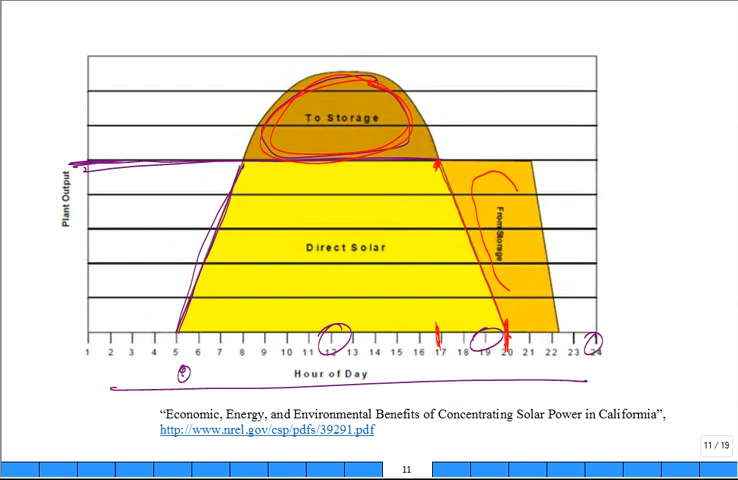 To Storage
Plant Output
From Storage
Direct Solar
1 2 3 4 5 6 7 8 9 10 11 12 13 14 15 16 17 18 19 20 21 22 23 24
Hour of Day
“Economic, Energy, and Environmental Benefits of Concentrating Solar Power in California”,
http://www.nrel.gov/csp/pdfs/39291.pdf
11 / 19
11